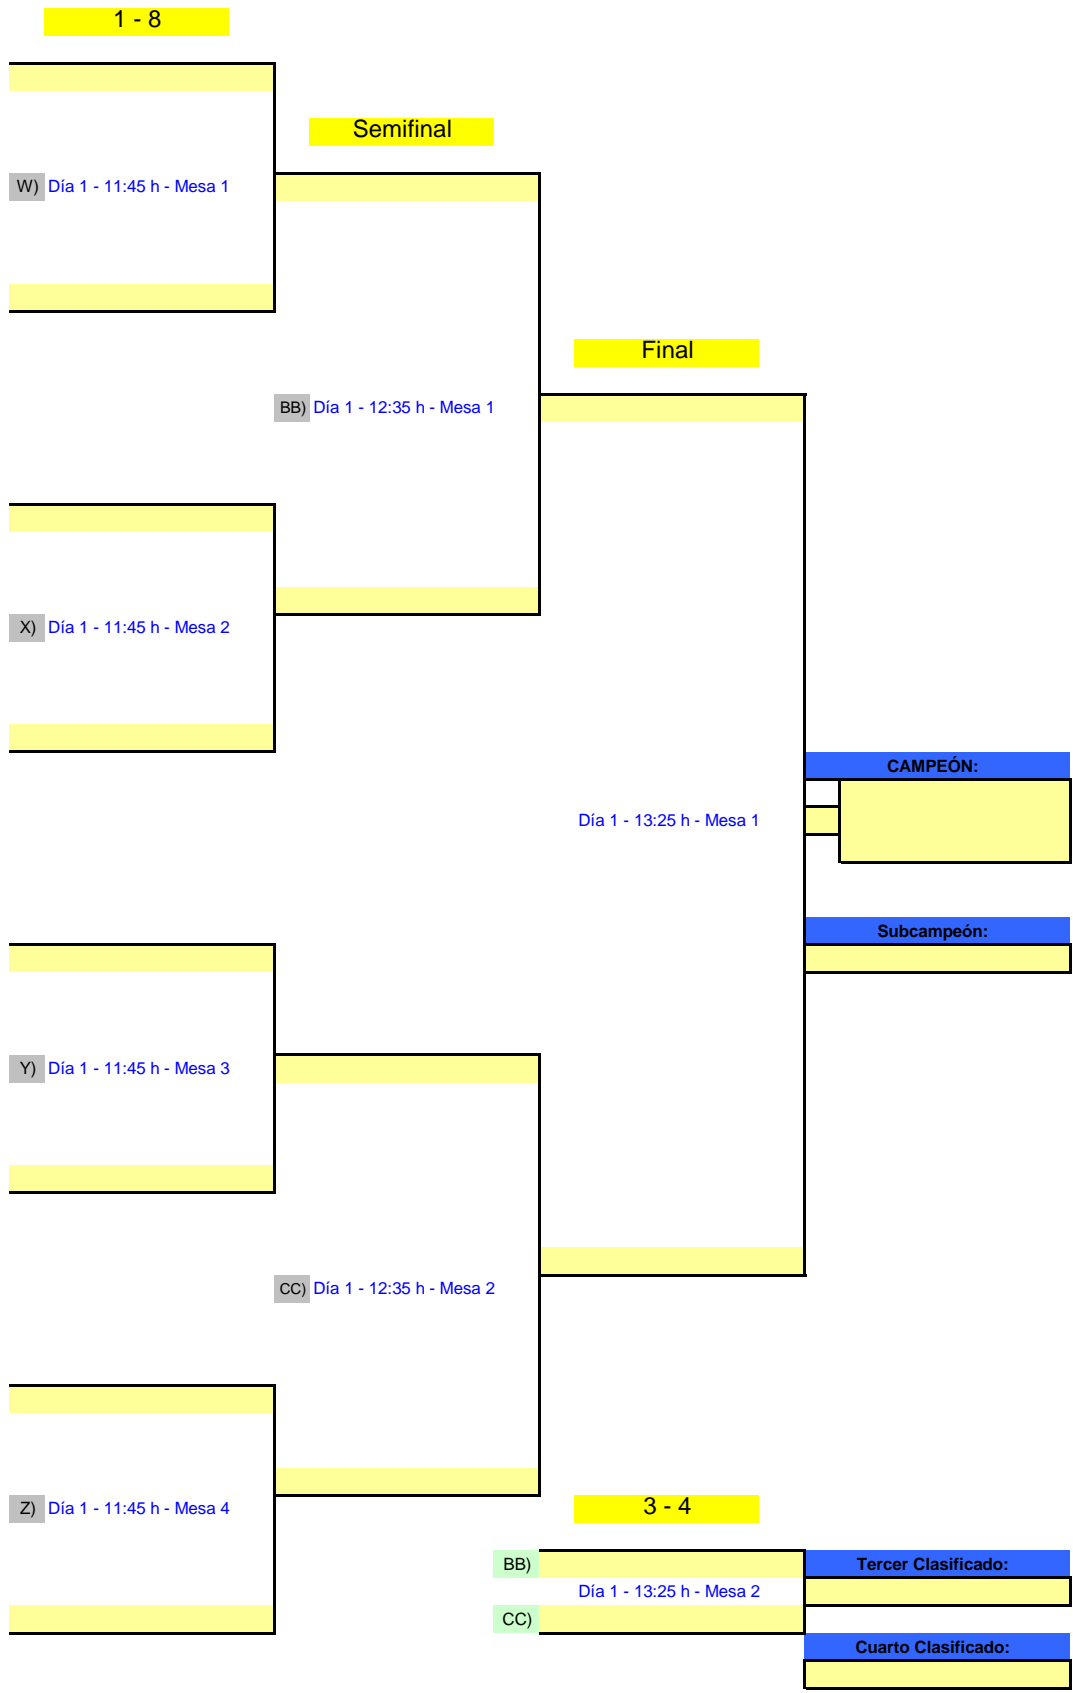 1 - 8
Semifinal
W) Día 1 - 11:45 h - Mesa 1
Final
BB) Día 1 - 12:35 h - Mesa 1
X) Día 1 - 11:45 h - Mesa 2
CAMPEÓN:
Día 1 - 13:25 h - Mesa 1
Subcampeón:
Y) Día 1 - 11:45 h - Mesa 3
CC) Día 1 - 12:35 h - Mesa 2
Z) Día 1 - 11:45 h - Mesa 4
3 - 4
BB)
Tercer Clasificado:
Día 1 - 13:25 h - Mesa 2
CC)
Cuarto Clasificado: